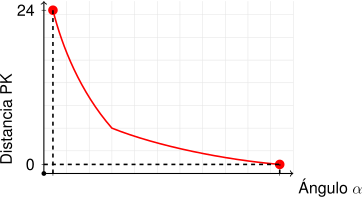 24
Distancia PK
0
Ángulo α